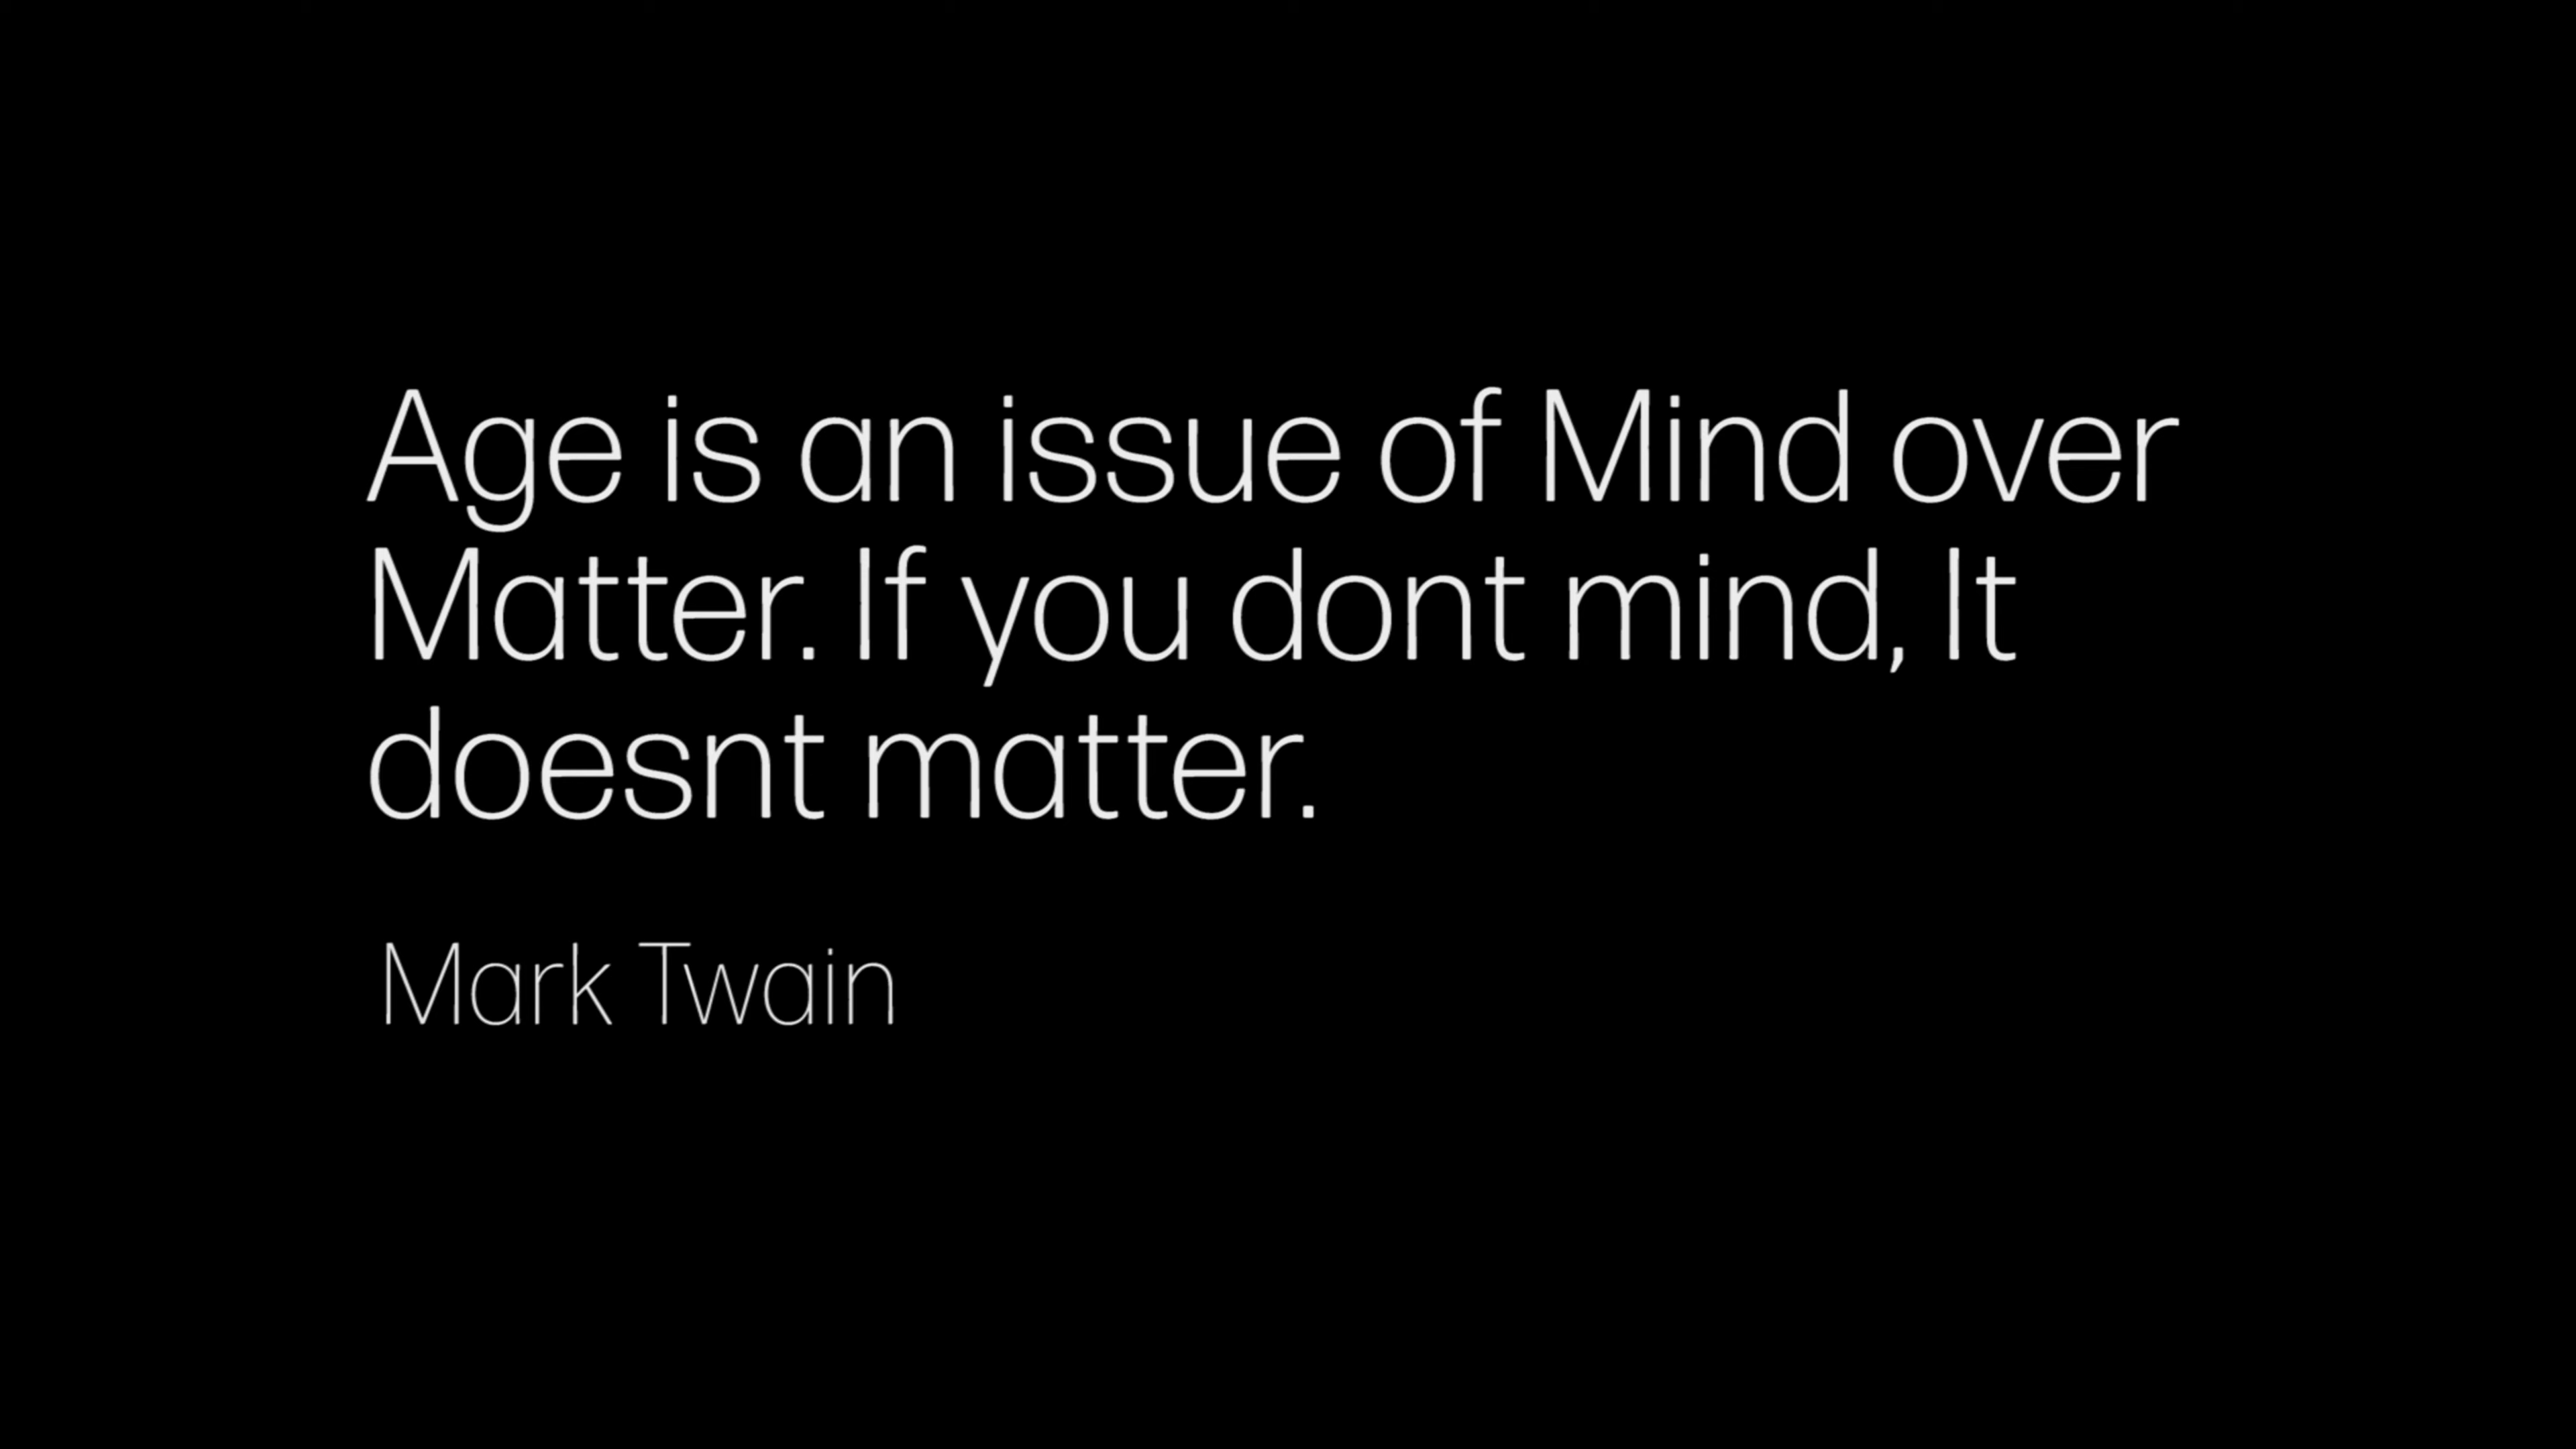 Age is an issue of Mind over
Matter. If you dont mind, It
doesnt matter.
Mark Twain